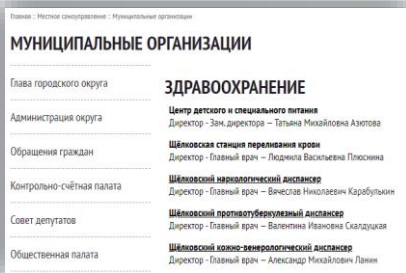 Главная :: Местное самоуправление :: Муниципальные организации
МУНИЦИПАЛЬНЫЕ ОРГАНИЗАЦИИ
Глава городского округа
Администрация округа
Обращения граждан
Контрольно-счётная палата
Совет депутатов
Общественная палата
ЗДРАВООХРАНЕНИЕ
Центр детского и специального питания
Директор - Зам. директора – Татьяна Михайловна Азютова
Щёлковская станция переливания крови
Директор - Главный врач – Людмила Васильевна Плюснина
Щёлковский наркологический диспансер
Директор - Главный врач – Вячеслав Николаевич Карабулькин
Щёлковский противотуберкулезный диспансер
Директор - Главный врач – Валентина Ивановна Скалдуцкая
Щёлковский кожно-венерологический диспансер
Директор - Главный врач – Александр Михайлович Ланин